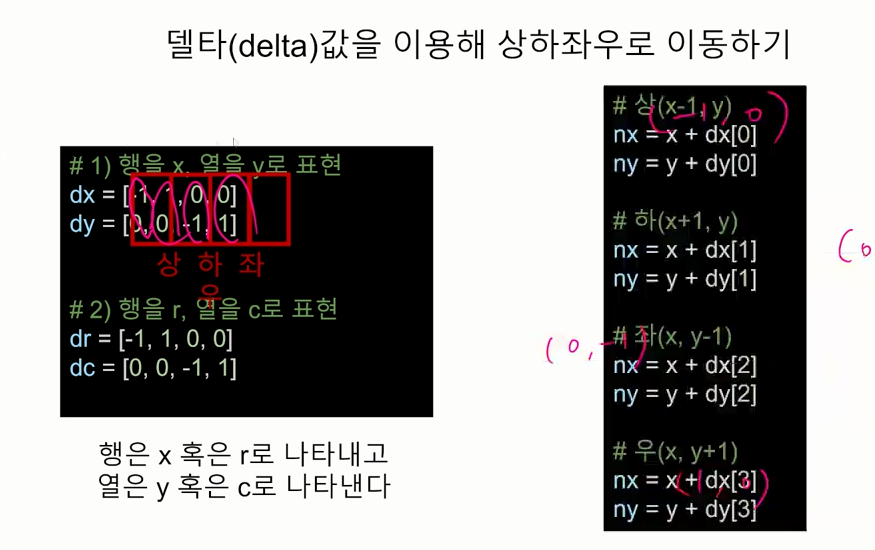 델타(delta)값을 이용해 상하좌우로 이동하기
# 1) 행을 x, 열을 y로 표현
dx = [-1, 1, 0, 0]
dy = [0, 0, -1, 1]
상 하 좌
우
# 2) 행을 r, 열을 c로 표현
dr = [-1, 1, 0, 0]
dc = [0, 0, -1, 1]
행은 x 혹은 r로 나타내고
열은 y 혹은 c로 나타낸다
# 상(x-1, y)
nx = x + dx[0]
ny = y + dy[0]
(-1, 0)
# 하(x+1, y)
nx = x + dx[1]
ny = y + dy[1]
(0
# 좌(x, y-1)
nx = x + dx[2]
ny = y + dy[2]
(0, -1)
# 우(x, y+1)
nx = x + dx[3]
ny = y + dy[3]
(1, 0)